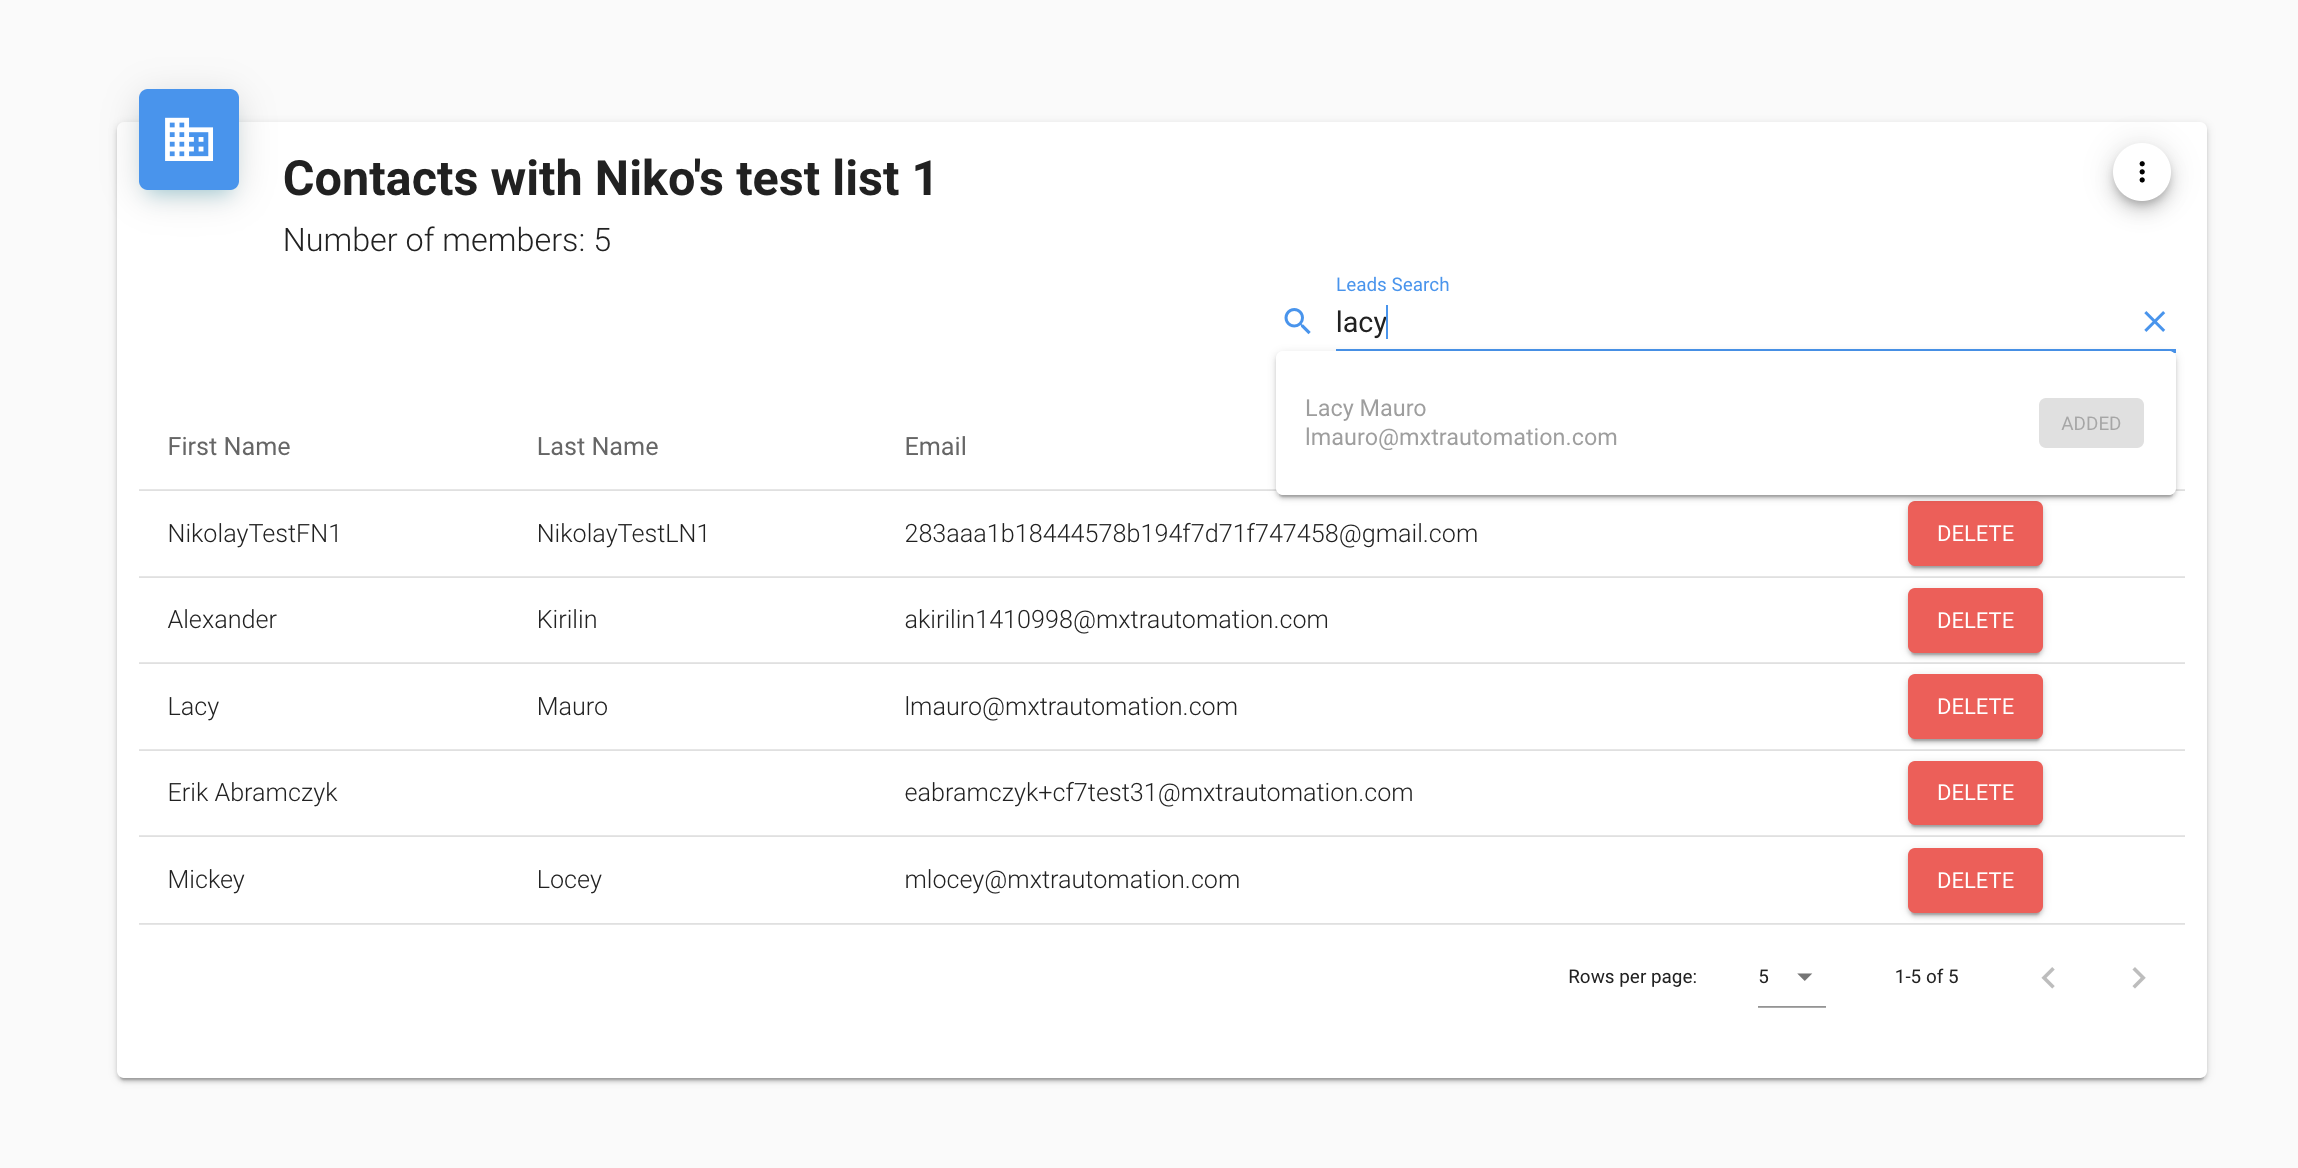 Contacts with Niko's test list 1
Number of members: 5
Leads Search
lacy
Lacy Mauro
lmauro@mxtrautomation.com
ADDED
First Name Last Name Email
NikolayTestFN1 NikolayTestLN1 283aaa1b18444578b194f7d71f747458@gmail.com DELETE
Alexander Kirilin akirilin1410998@mxtrautomation.com DELETE
Lacy Mauro lmauro@mxtrautomation.com DELETE
Erik Abramczyk eabramczyk+cf7test31@mxtrautomation.com DELETE
Mickey Locey mlocey@mxtrautomation.com DELETE
Rows per page: 5 1-5 of 5